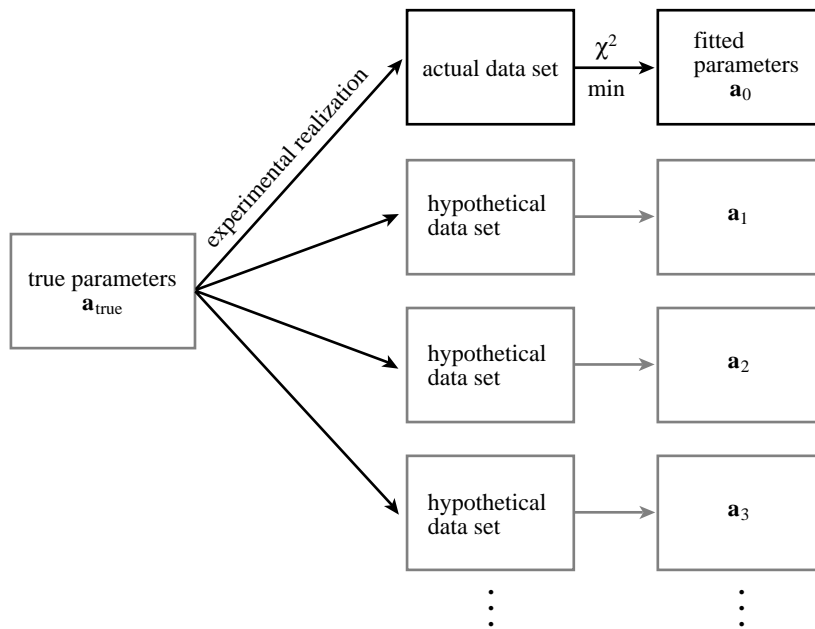 actual data set
χ²
min
fitted
parameters
a₀
experimental realization
hypothetical
data set
a₁
true parameters
a_true
hypothetical
data set
a₂
hypothetical
data set
a₃